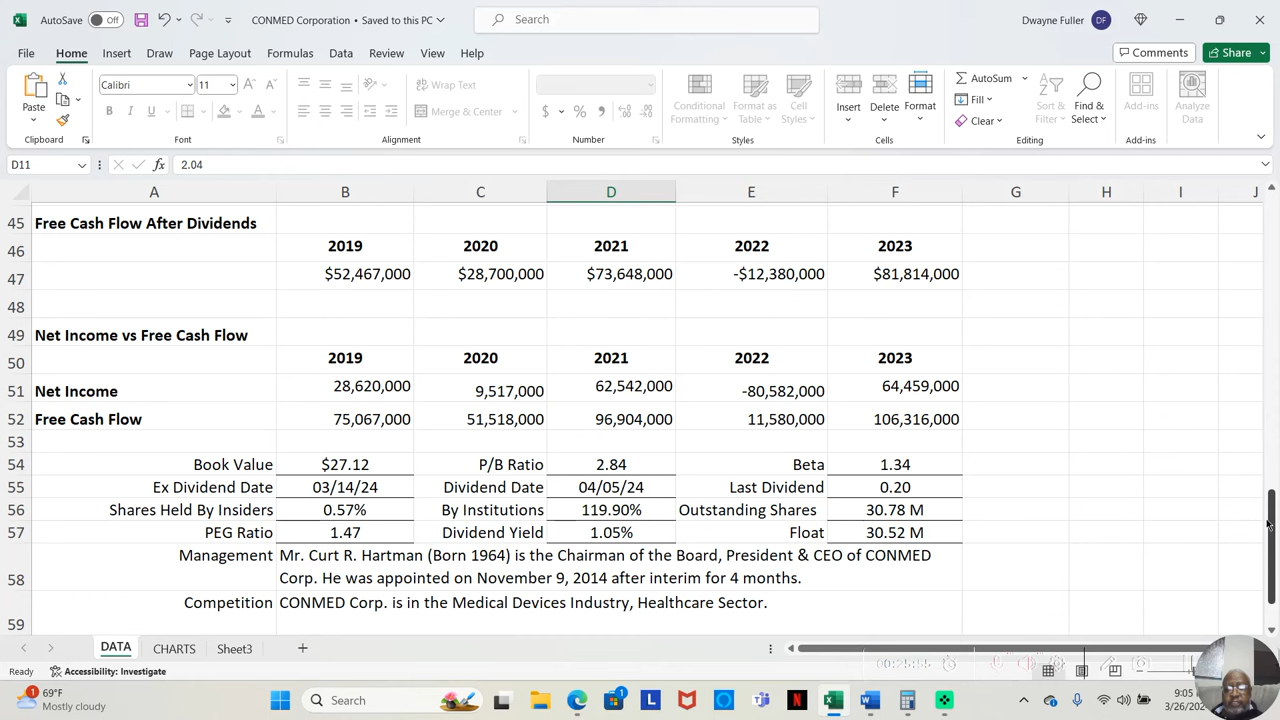 AutoSave Off CONMED Corporation • Saved to this PC Search Dwayne Fuller DF
File Home Insert Draw Page Layout Formulas Data Review View Help Comments Share
Paste Calibri 11 Wrap Text Merge & Center Conditional Formatting Format as Table Cell Styles Insert Delete Format AutoSum Fill Clear Sort & Filter Find & Select Add-ins Analyze Data
Clipboard Font Alignment Number Styles Cells Editing Add-ins
D11 fx 2.04
A B C D E F G H I J
45 Free Cash Flow After Dividends
46 2019 2020 2021 2022 2023
47 $52,467,000 $28,700,000 $73,648,000 -$12,380,000 $81,814,000
48
49 Net Income vs Free Cash Flow
50 2019 2020 2021 2022 2023
51 Net Income 28,620,000 9,517,000 62,542,000 -80,582,000 64,459,000
52 Free Cash Flow 75,067,000 51,518,000 96,904,000 11,580,000 106,316,000
53
54 Book Value $27.12 P/B Ratio 2.84 Beta 1.34
55 Ex Dividend Date 03/14/24 Dividend Date 04/05/24 Last Dividend 0.20
56 Shares Held By Insiders 0.57% By Institutions 119.90% Outstanding Shares 30.78 M
57 PEG Ratio 1.47 Dividend Yield 1.05% Float 30.52 M
Management Mr. Curt R. Hartman (Born 1964) is the Chairman of the Board, President & CEO of CONMED
58 Corp. He was appointed on November 9, 2014 after interim for 4 months.
Competition CONMED Corp. is in the Medical Devices Industry, Healthcare Sector.
59
DATA CHARTS Sheet3
Ready Accessibility: Investigate 00:25:55
69°F
Mostly cloudy
Search
9:05
3/26/